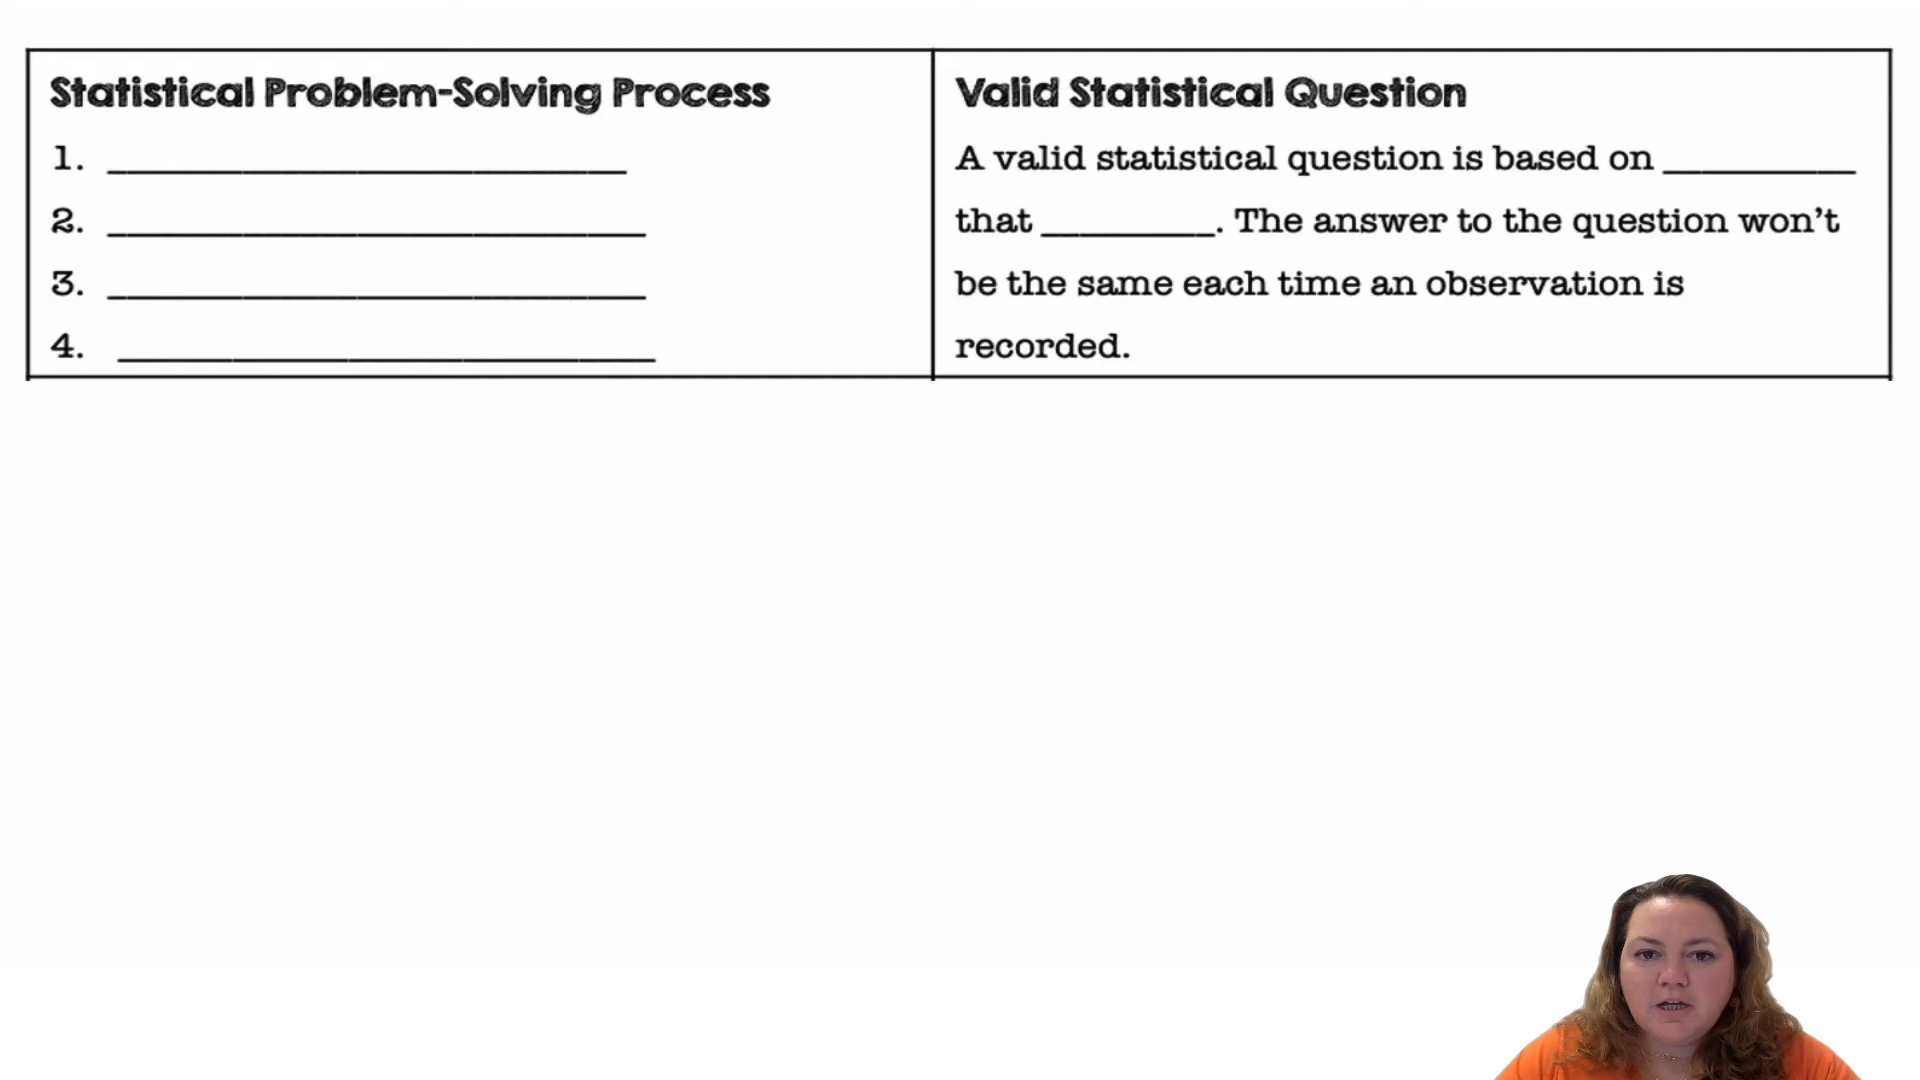 Statistical Problem-Solving Process
1. ___________________________
2. ____________________________
3. ____________________________
4. ____________________________
Valid Statistical Question
A valid statistical question is based on __________
that _________. The answer to the question won’t
be the same each time an observation is
recorded.